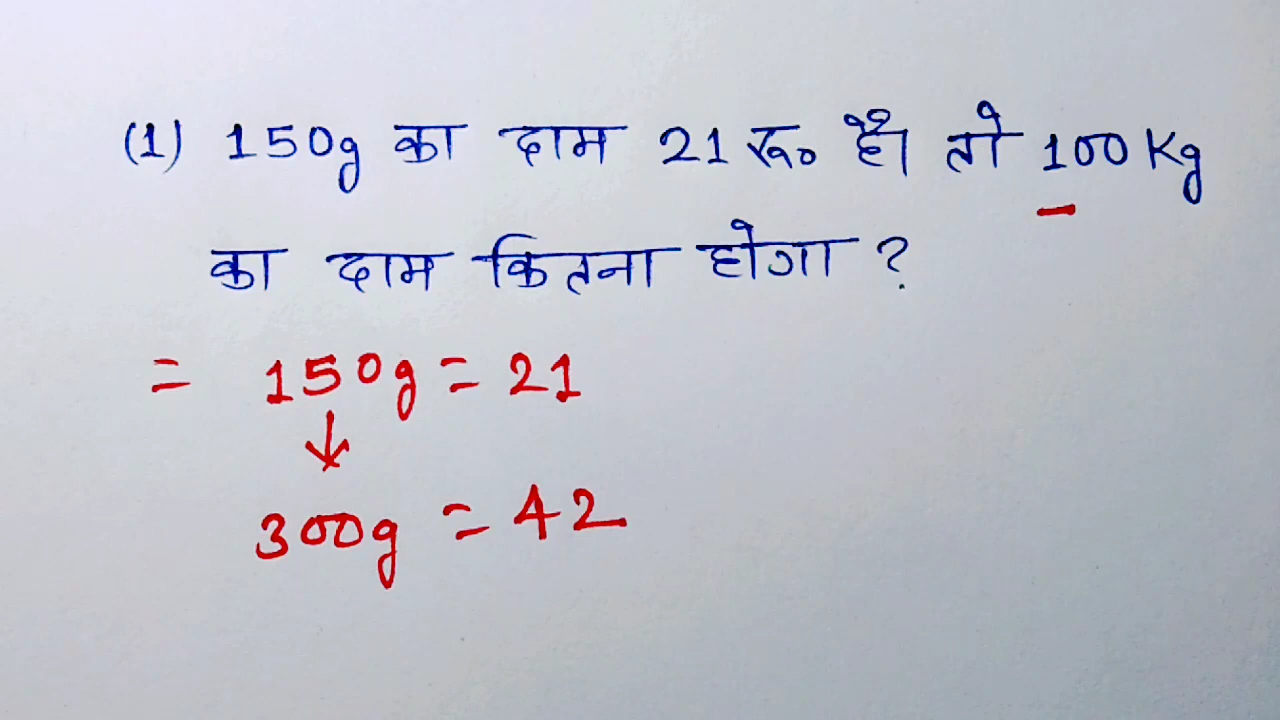 (1) 150g का दाम 21 रू० है। तो 100 Kg
का दाम कितना होगा ?
= 150g = 21
↓
300g = 42